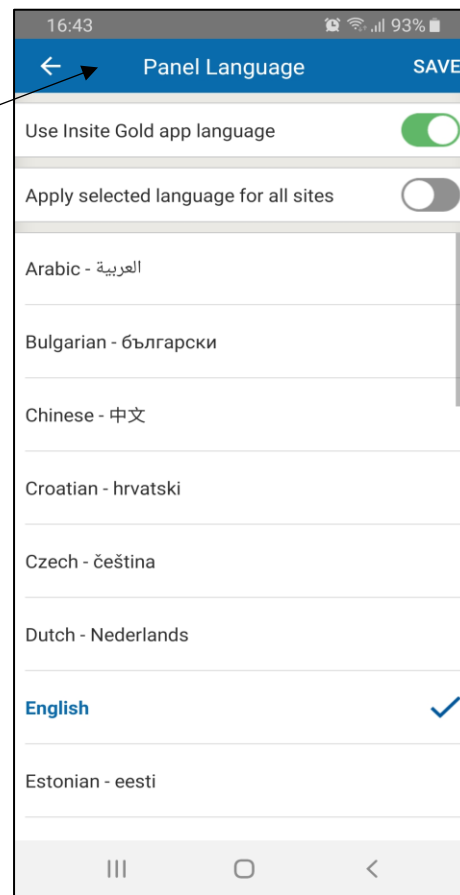 16:43 93%
Panel Language SAVE
Use Insite Gold app language
Apply selected language for all sites
Arabic - العربية
Bulgarian - български
Chinese - 中文
Croatian - hrvatski
Czech - čeština
Dutch - Nederlands
English
Estonian - eesti